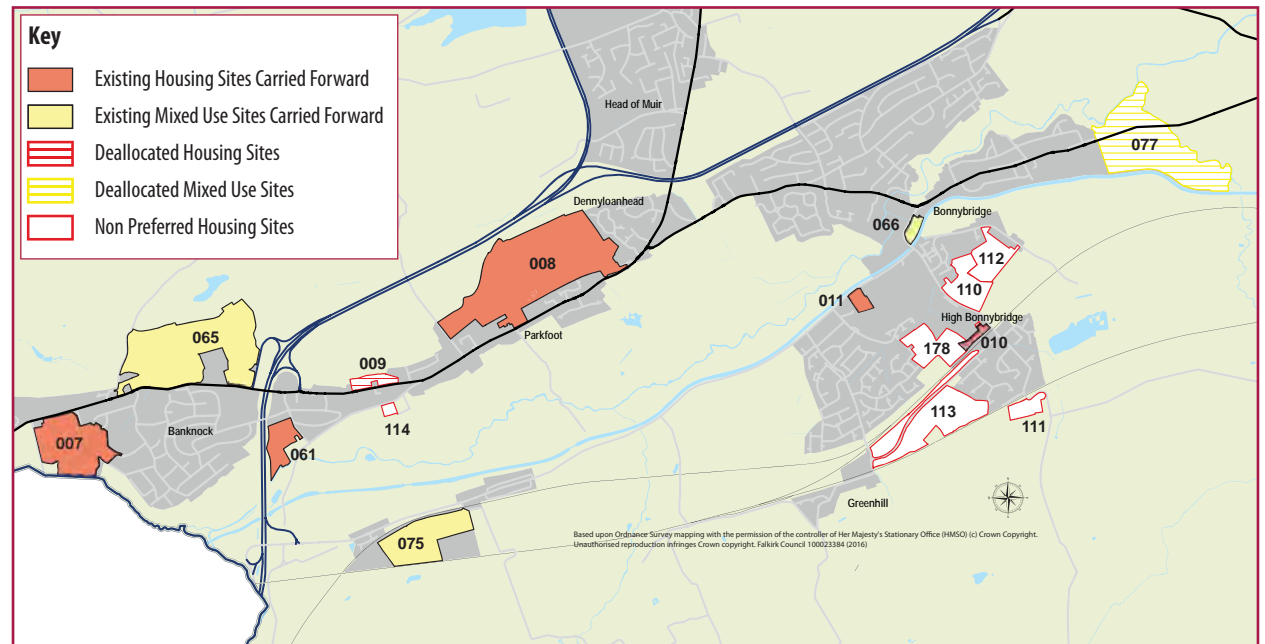 Key
Existing Housing Sites Carried Forward
Existing Mixed Use Sites Carried Forward
Deallocated Housing Sites
Deallocated Mixed Use Sites
Non Preferred Housing Sites
Head of Muir
077
Dennyloanhead
Bonnybridge
066
112
008
110
011
High Bonnybridge
010
Parkfoot
065
178
009
113
111
114
Banknock
007
061
Greenhill
075
Based upon Ordnance Survey mapping with the permission of the controller of Her Majesty's Stationary Office (HMSO) (c) Crown Copyright.
Unauthorised reproduction infringes Crown copyright. Falkirk Council 100023384 (2016)